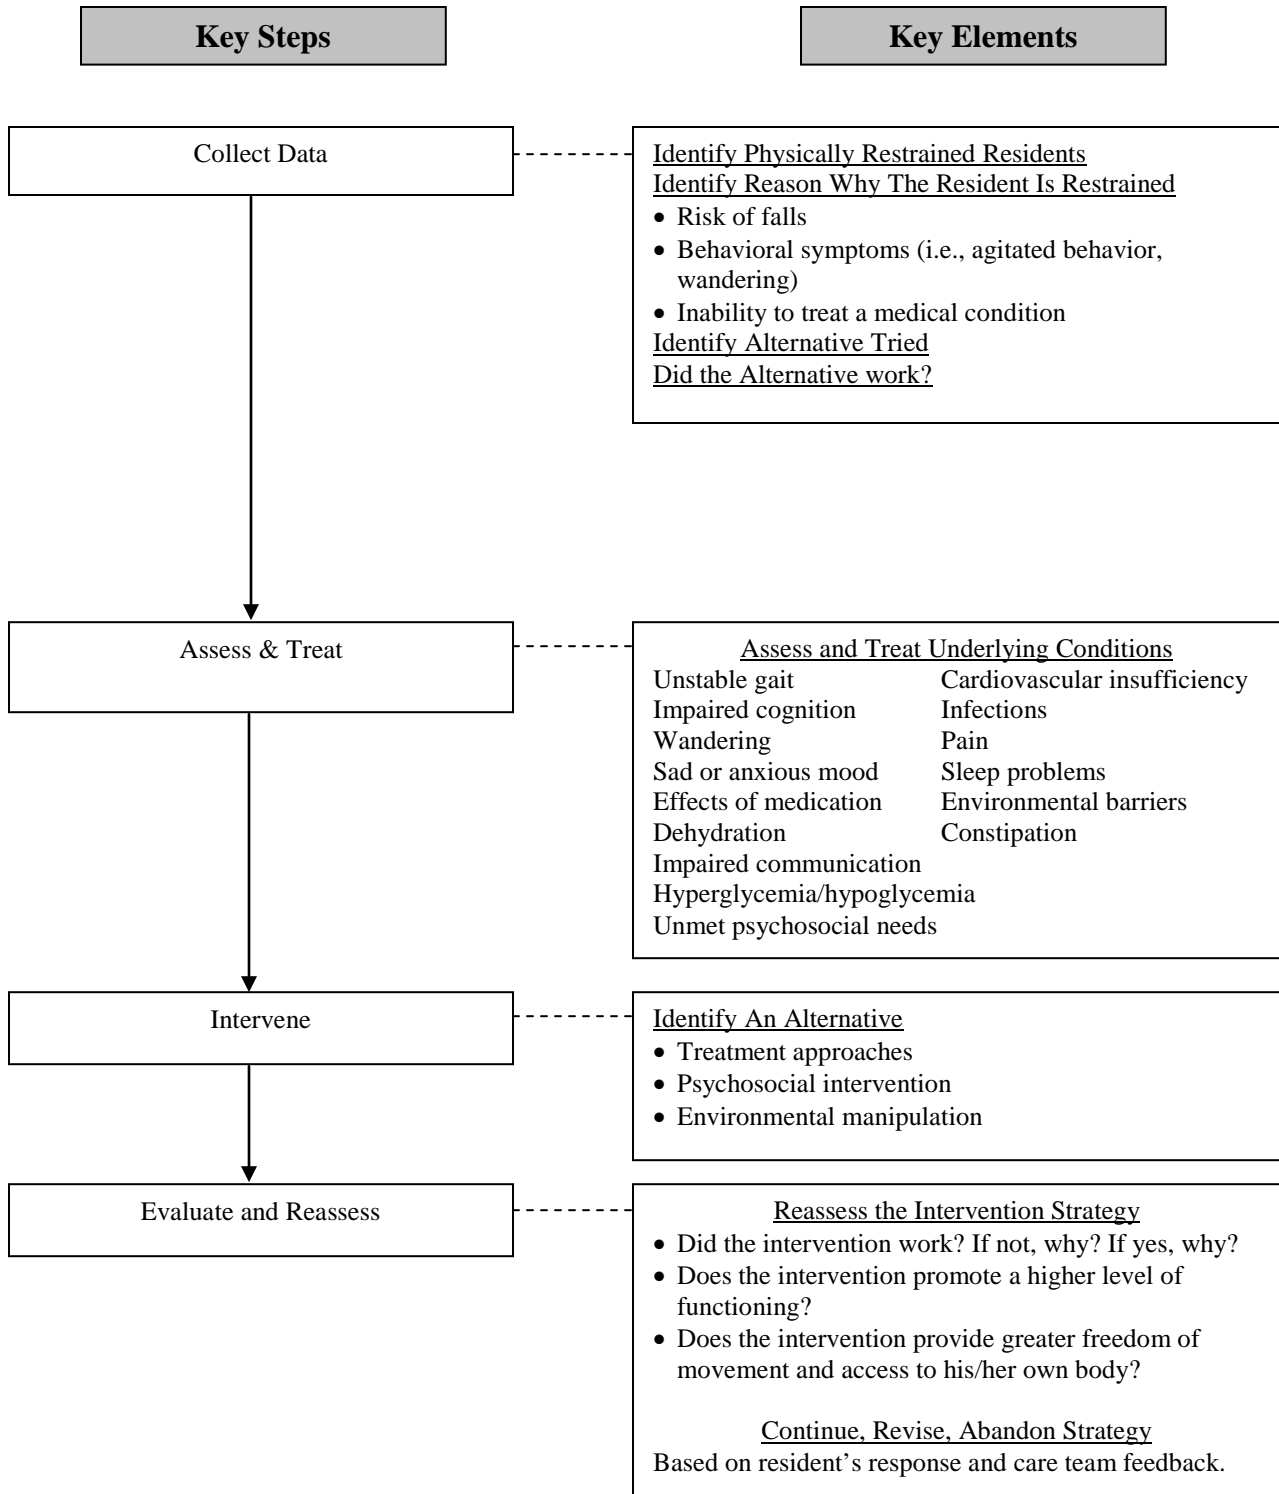 Key Steps
Key Elements
Collect Data
Identify Physically Restrained Residents
Identify Reason Why The Resident Is Restrained
• Risk of falls
• Behavioral symptoms (i.e., agitated behavior,
wandering)
• Inability to treat a medical condition
Identify Alternative Tried
Did the Alternative work?
Assess & Treat
Assess and Treat Underlying Conditions
Unstable gait Cardiovascular insufficiency
Impaired cognition Infections
Wandering Pain
Sad or anxious mood Sleep problems
Effects of medication Environmental barriers
Dehydration Constipation
Impaired communication
Hyperglycemia/hypoglycemia
Unmet psychosocial needs
Intervene
Identify An Alternative
• Treatment approaches
• Psychosocial intervention
• Environmental manipulation
Evaluate and Reassess
Reassess the Intervention Strategy
• Did the intervention work? If not, why? If yes, why?
• Does the intervention promote a higher level of
functioning?
• Does the intervention provide greater freedom of
movement and access to his/her own body?
Continue, Revise, Abandon Strategy
Based on resident’s response and care team feedback.